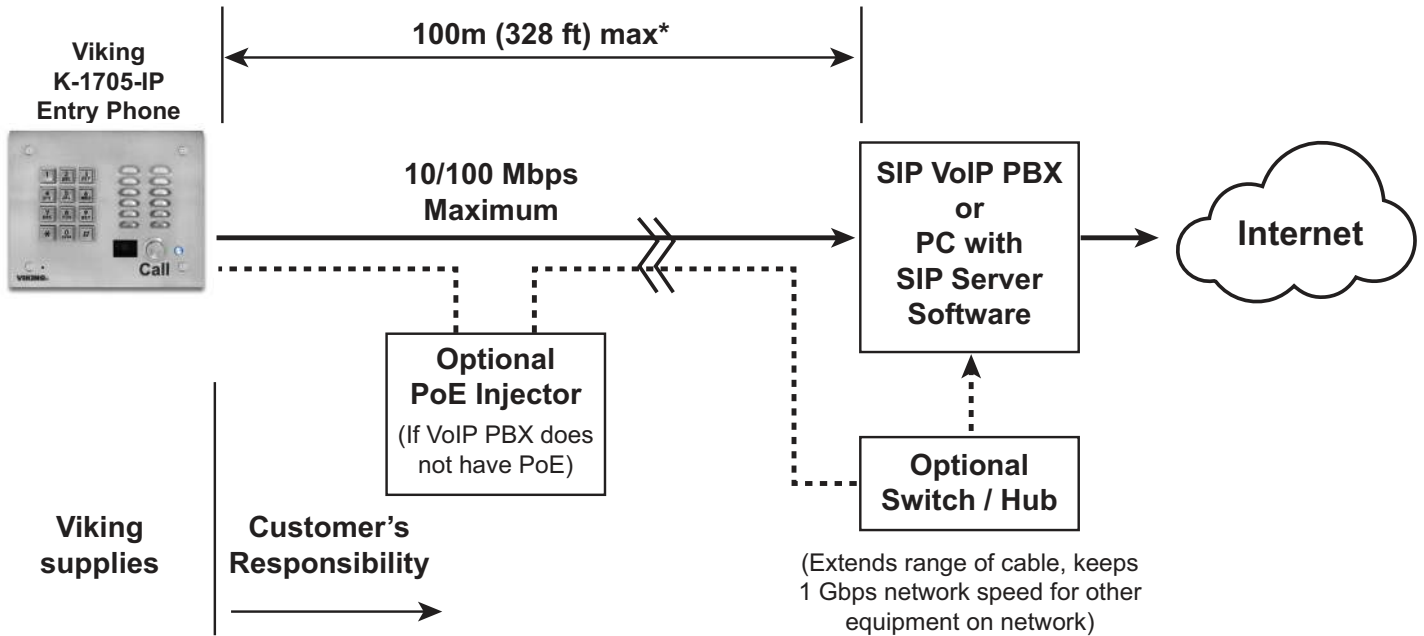 Viking
K-1705-IP
Entry Phone
100m (328 ft) max*
10/100 Mbps
Maximum
SIP VoIP PBX
or
PC with
SIP Server
Software
Internet
Call
VIKING
Optional
PoE Injector
(If VoIP PBX does
not have PoE)
Optional
Switch / Hub
(Extends range of cable, keeps
1 Gbps network speed for other
equipment on network)
Viking
supplies
Customer's
Responsibility